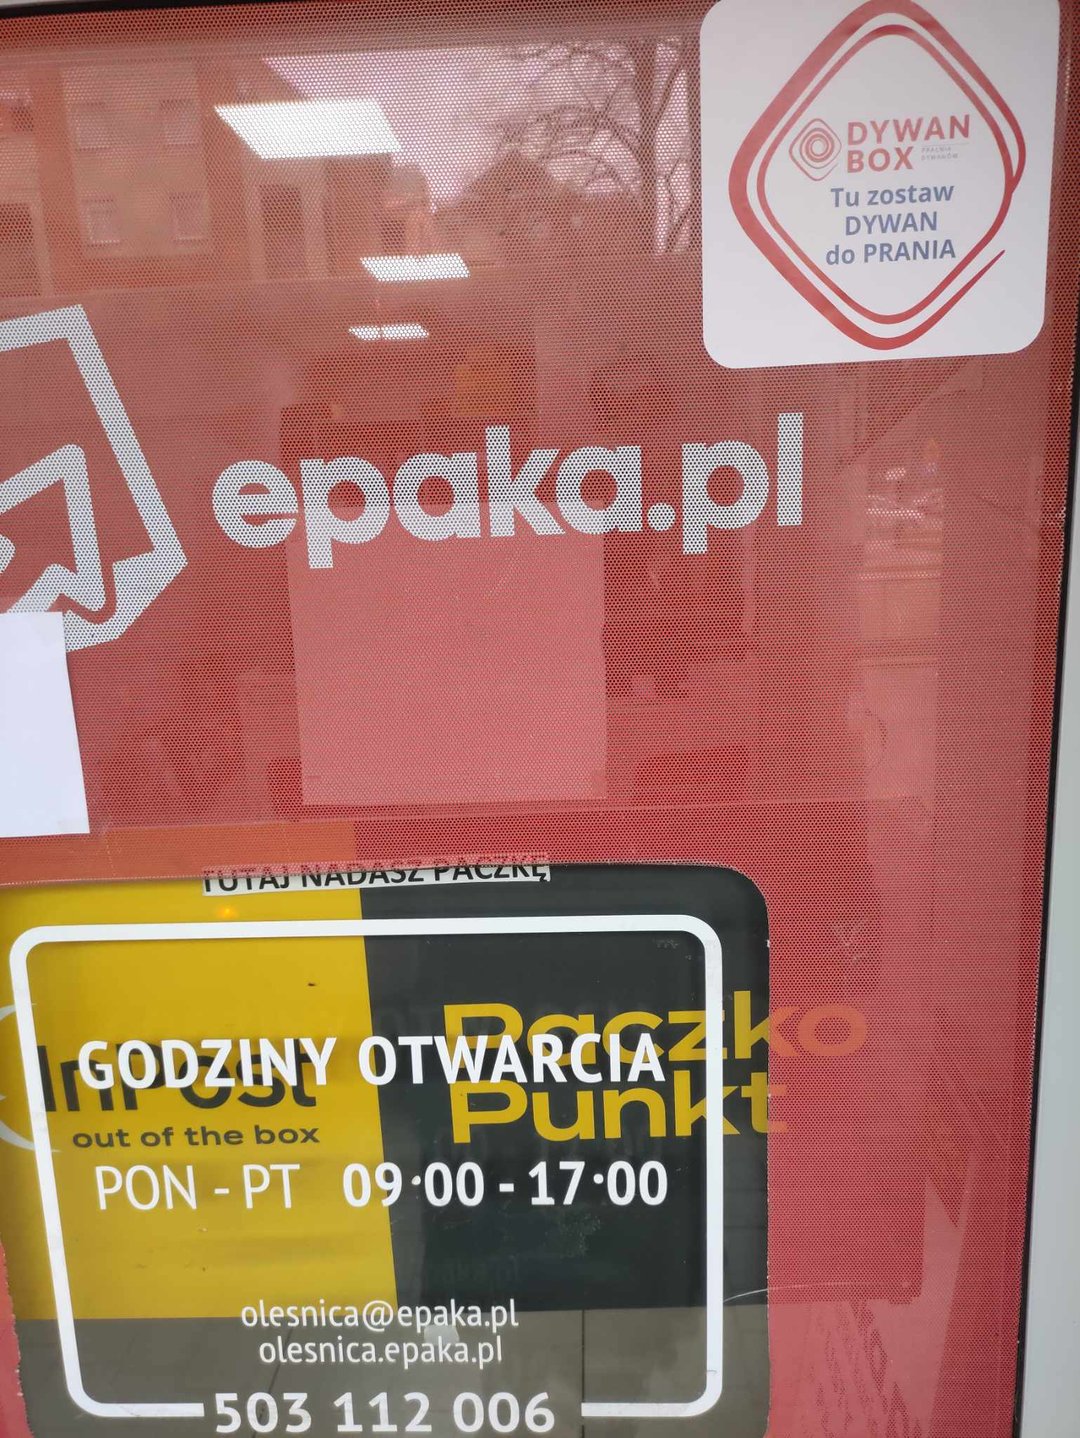 DYWAN
BOX
PRALNIA
DYWANÓW
Tu zostaw
DYWAN
do PRANIA
epaka.pl
TUTAJ NADASZ PACZKĘ
InPost
out of the box
Paczko
Punkt
GODZINY OTWARCIA
PON - PT 09:00 - 17:00
olesnica@epaka.pl
olesnica.epaka.pl
503 112 006